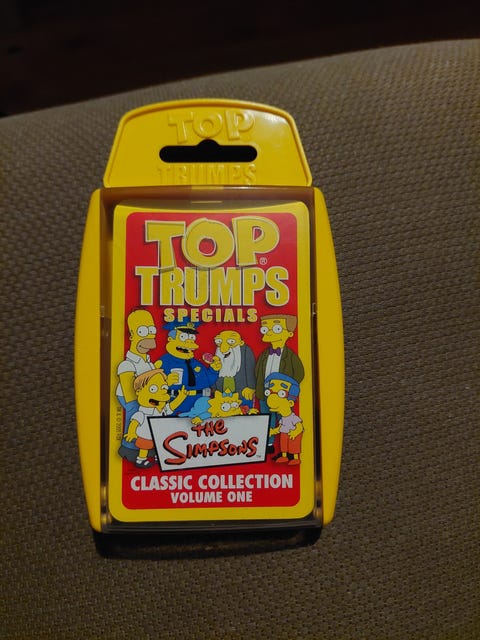 TOP
TRUMPS
TOP®
TRUMPS
SPECIALS
THE
SIMPSONS
CLASSIC COLLECTION
VOLUME ONE